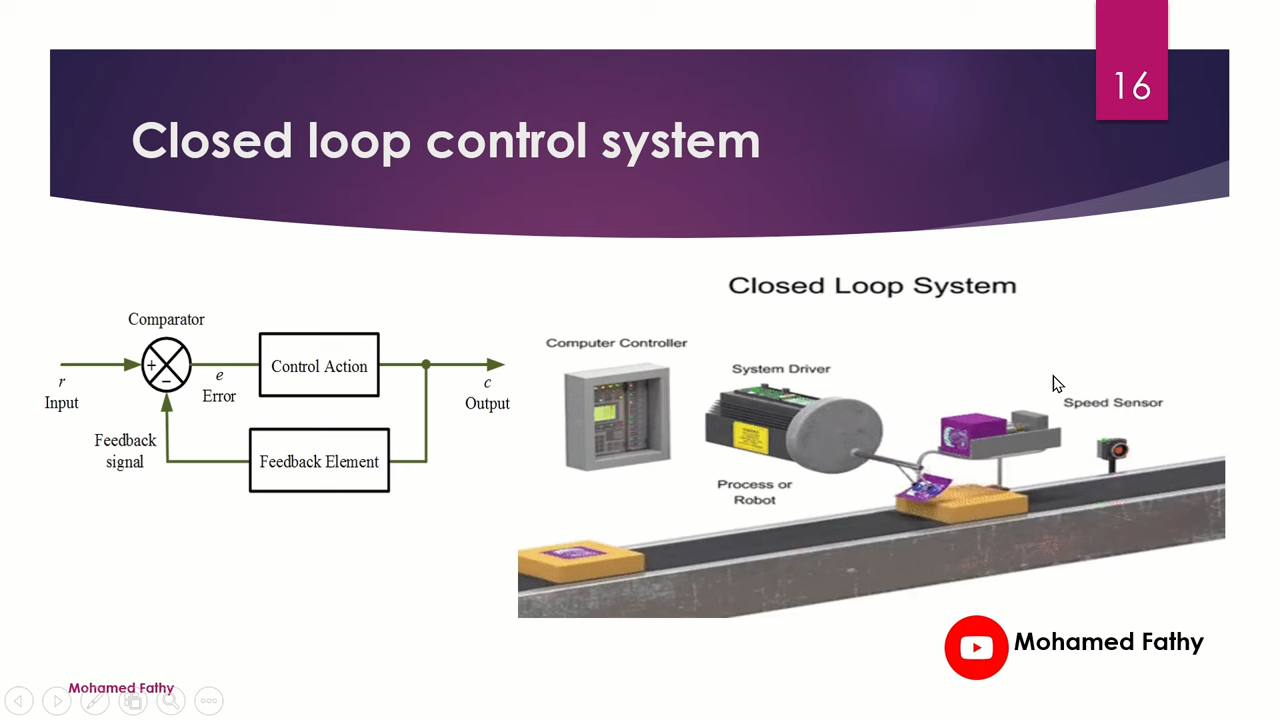 16
Closed loop control system
Comparator
+
−
r
Input
e
Error
Control Action
c
Output
Feedback
signal
Feedback Element
Closed Loop System
Computer Controller
System Driver
Speed Sensor
Process or
Robot
Mohamed Fathy
Mohamed Fathy